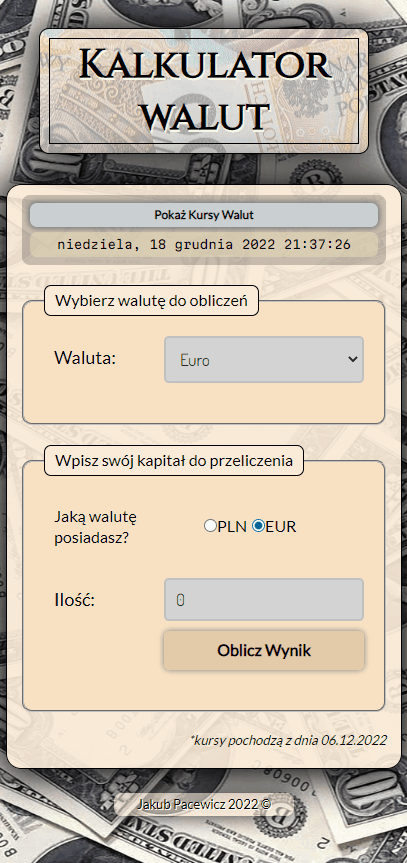 Kalkulator
walut
Pokaż Kursy Walut
niedziela, 18 grudnia 2022 21:37:26
Wybierz walutę do obliczeń
Waluta:
Euro
Wpisz swój kapitał do przeliczenia
Jaką walutę
posiadasz?
PLN EUR
Ilość:
0
Oblicz Wynik
*kursy pochodzą z dnia 06.12.2022
Jakub Pacewicz 2022 ©